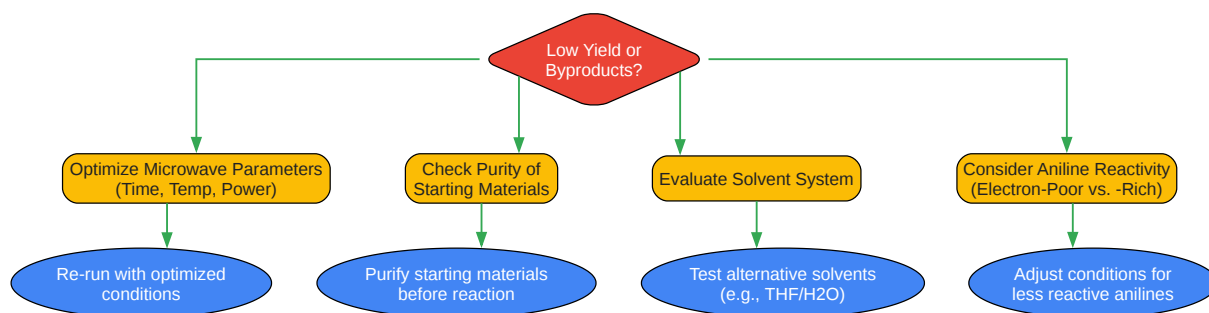 Low Yield or
Byproducts?
Optimize Microwave Parameters
(Time, Temp, Power)
Check Purity of
Starting Materials
Evaluate Solvent System
Consider Aniline Reactivity
(Electron-Poor vs. -Rich)
Re-run with optimized
conditions
Purify starting materials
before reaction
Test alternative solvents
(e.g., THF/H2O)
Adjust conditions for
less reactive anilines